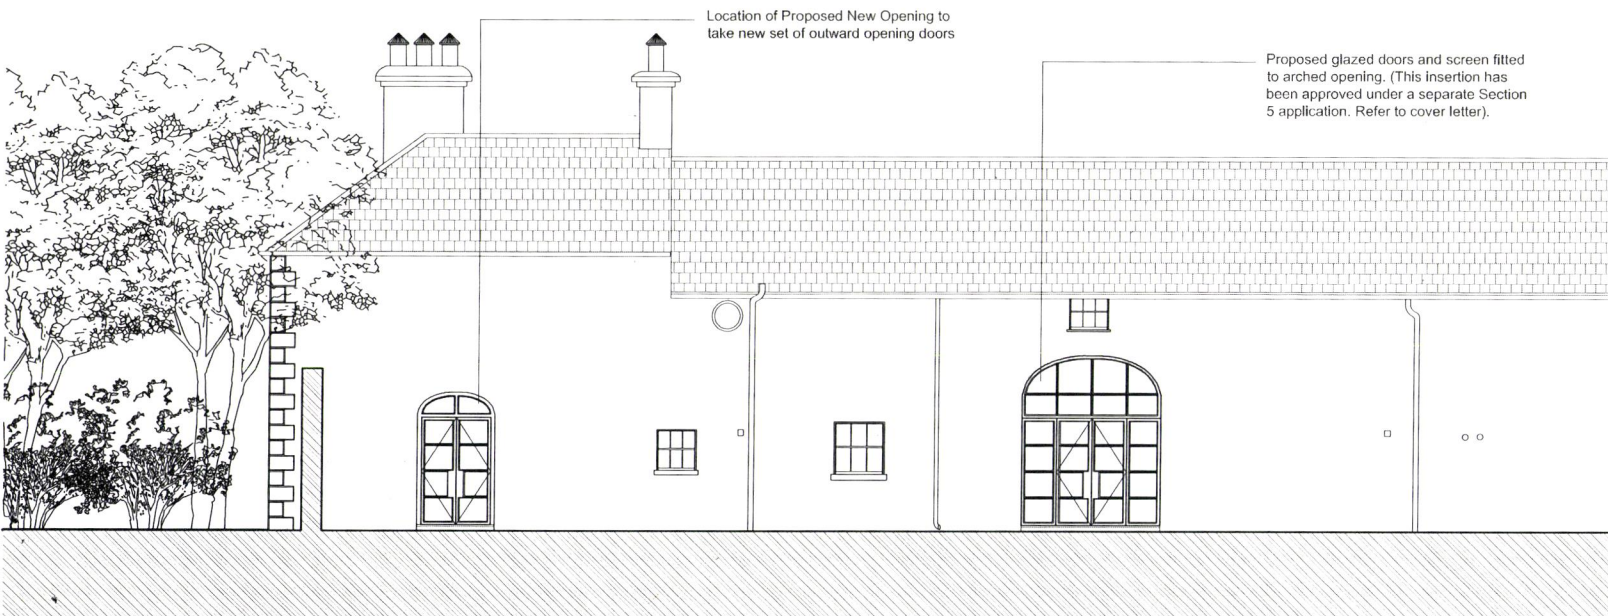 Location of Proposed New Opening to
take new set of outward opening doors
Proposed glazed doors and screen fitted
to arched opening. (This insertion has
been approved under a separate Section
5 application. Refer to cover letter).